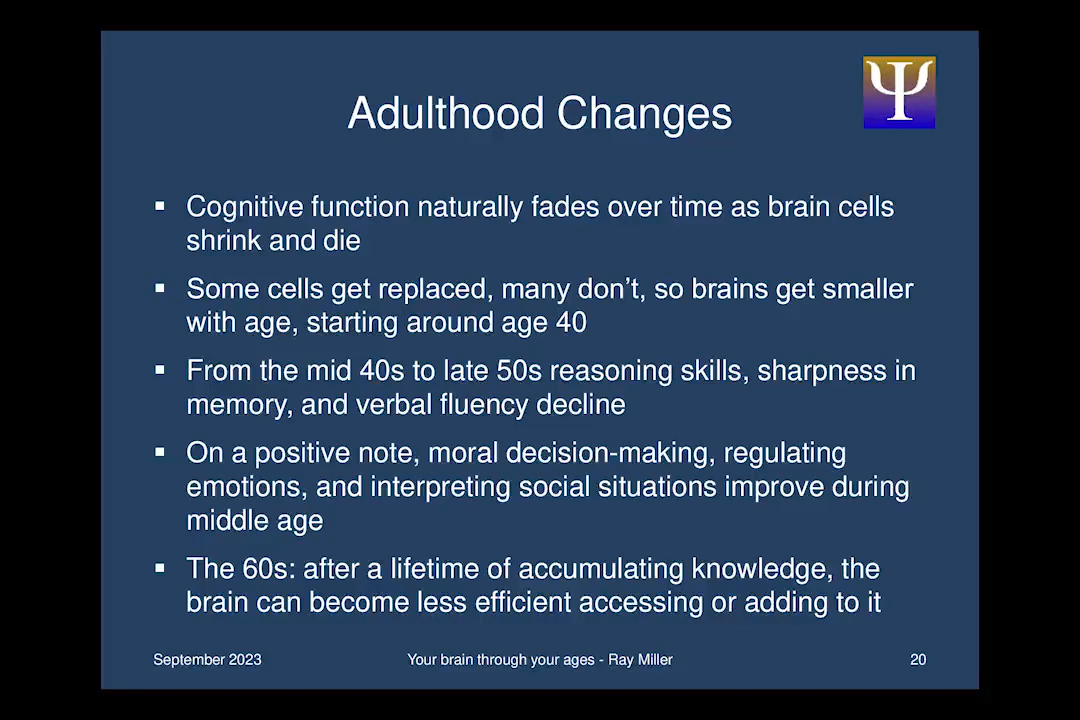 Adulthood Changes
Ψ
▪ Cognitive function naturally fades over time as brain cells
shrink and die
▪ Some cells get replaced, many don’t, so brains get smaller
with age, starting around age 40
▪ From the mid 40s to late 50s reasoning skills, sharpness in
memory, and verbal fluency decline
▪ On a positive note, moral decision-making, regulating
emotions, and interpreting social situations improve during
middle age
▪ The 60s: after a lifetime of accumulating knowledge, the
brain can become less efficient accessing or adding to it
September 2023
Your brain through your ages - Ray Miller
20